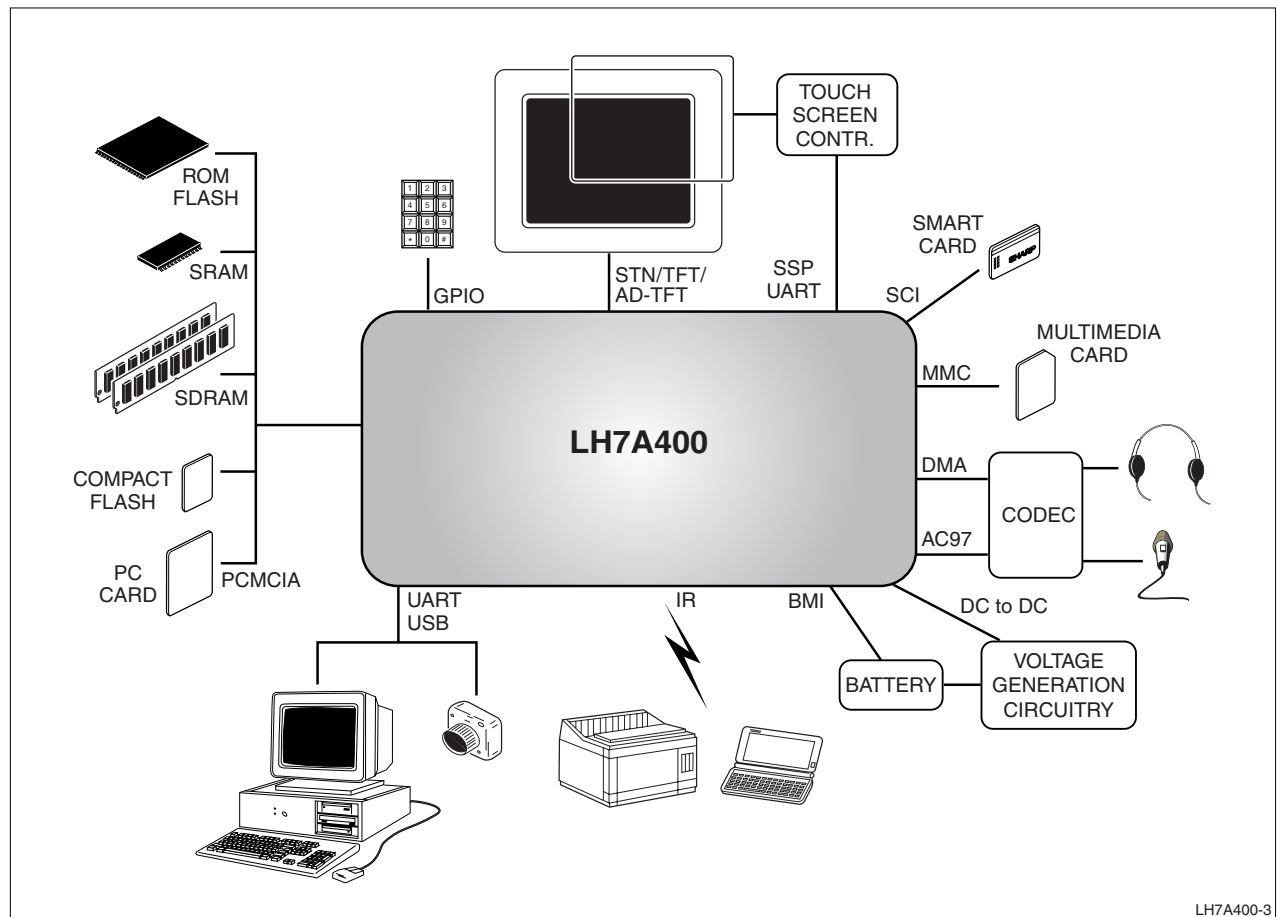 TOUCH
SCREEN
CONTR.
ROM
FLASH
1 2 3
4 5 6
7 8 9
* 0 #
SMART
CARD
SHARP
SRAM
STN/TFT/
AD-TFT
SSP
UART
GPIO
SCI
MULTIMEDIA
CARD
MMC
SDRAM
LH7A400
DMA
COMPACT
FLASH
CODEC
AC97
PC
CARD
PCMCIA
UART
USB
IR
BMI
DC to DC
BATTERY
VOLTAGE
GENERATION
CIRCUITRY
LH7A400-3